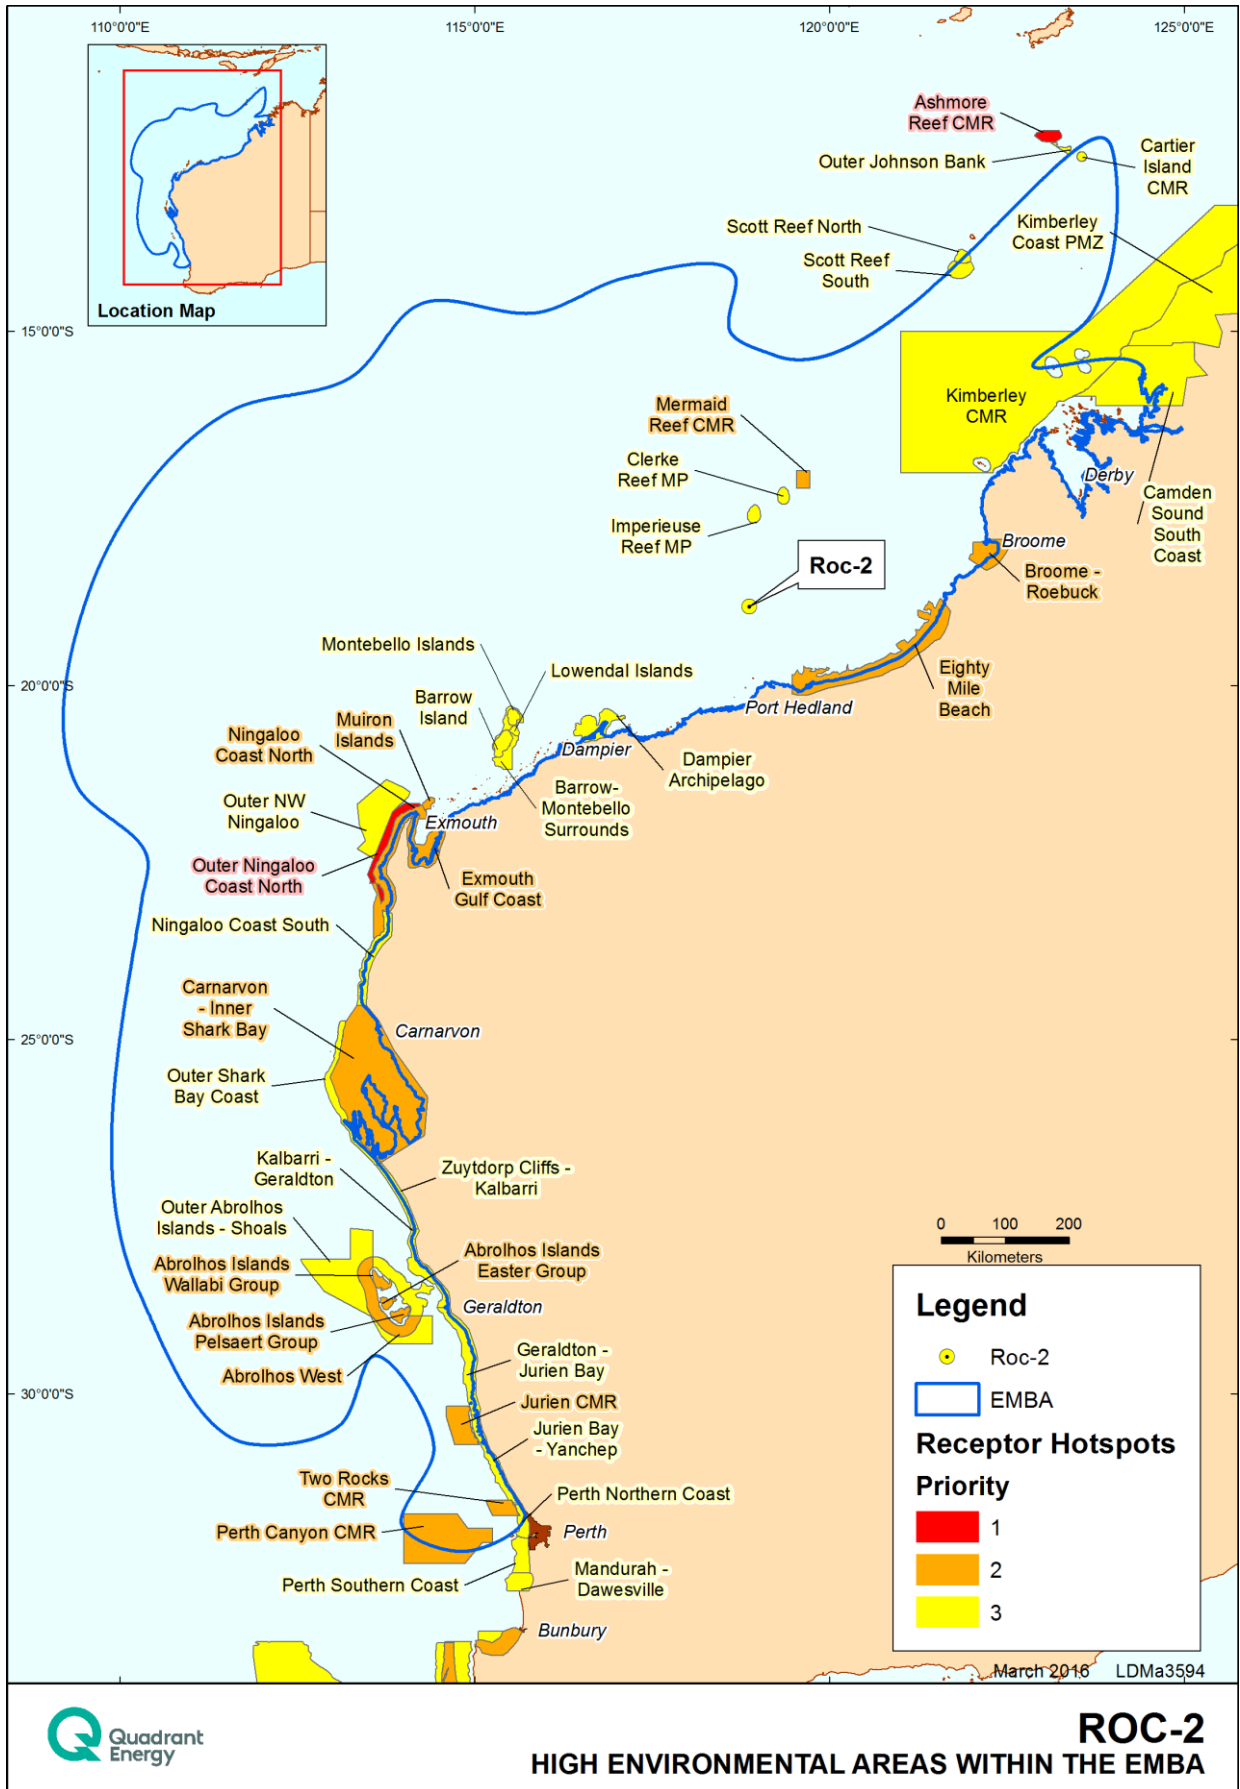 110°0'0"E
115°0'0"E
120°0'0"E
125°0'0"E
Location Map
Ashmore
Reef CMR
Outer Johnson Bank
Cartier
Island
CMR
Scott Reef North
Kimberley
Coast PMZ
Scott Reef
South
15°0'0"S
Kimberley
CMR
Mermaid
Reef CMR
Clerke
Reef MP
Derby
Imperieuse
Reef MP
Camden
Sound
South
Coast
Broome
Roc-2
Broome -
Roebuck
Montebello Islands
Lowendal Islands
20°0'0"S
Eighty
Mile
Beach
Barrow
Island
Port Hedland
Muiron
Islands
Ningaloo
Coast North
Dampier
Dampier
Archipelago
Outer NW
Ningaloo
Barrow-
Montebello
Surrounds
Exmouth
Outer Ningaloo
Coast North
Exmouth
Gulf Coast
Ningaloo Coast South
Carnarvon
- Inner
Shark Bay
Carnarvon
25°0'0"S
Outer Shark
Bay Coast
Kalbarri -
Geraldton
Zuytdorp Cliffs -
Kalbarri
Outer Abrolhos
Islands - Shoals
Abrolhos Islands
Wallabi Group
Abrolhos Islands
Easter Group
Geraldton
Abrolhos Islands
Pelsaert Group
Abrolhos West
Geraldton -
Jurien Bay
30°0'0"S
Jurien CMR
Jurien Bay
- Yanchep
Two Rocks
CMR
Perth Northern Coast
Perth Canyon CMR
Perth
Perth Southern Coast
Mandurah -
Dawesville
Bunbury
0 100 200
Kilometers
Legend
Roc-2
EMBA
Receptor Hotspots
Priority
1
2
3
March 2016 LDMa3594
Quadrant
Energy
ROC-2
HIGH ENVIRONMENTAL AREAS WITHIN THE EMBA